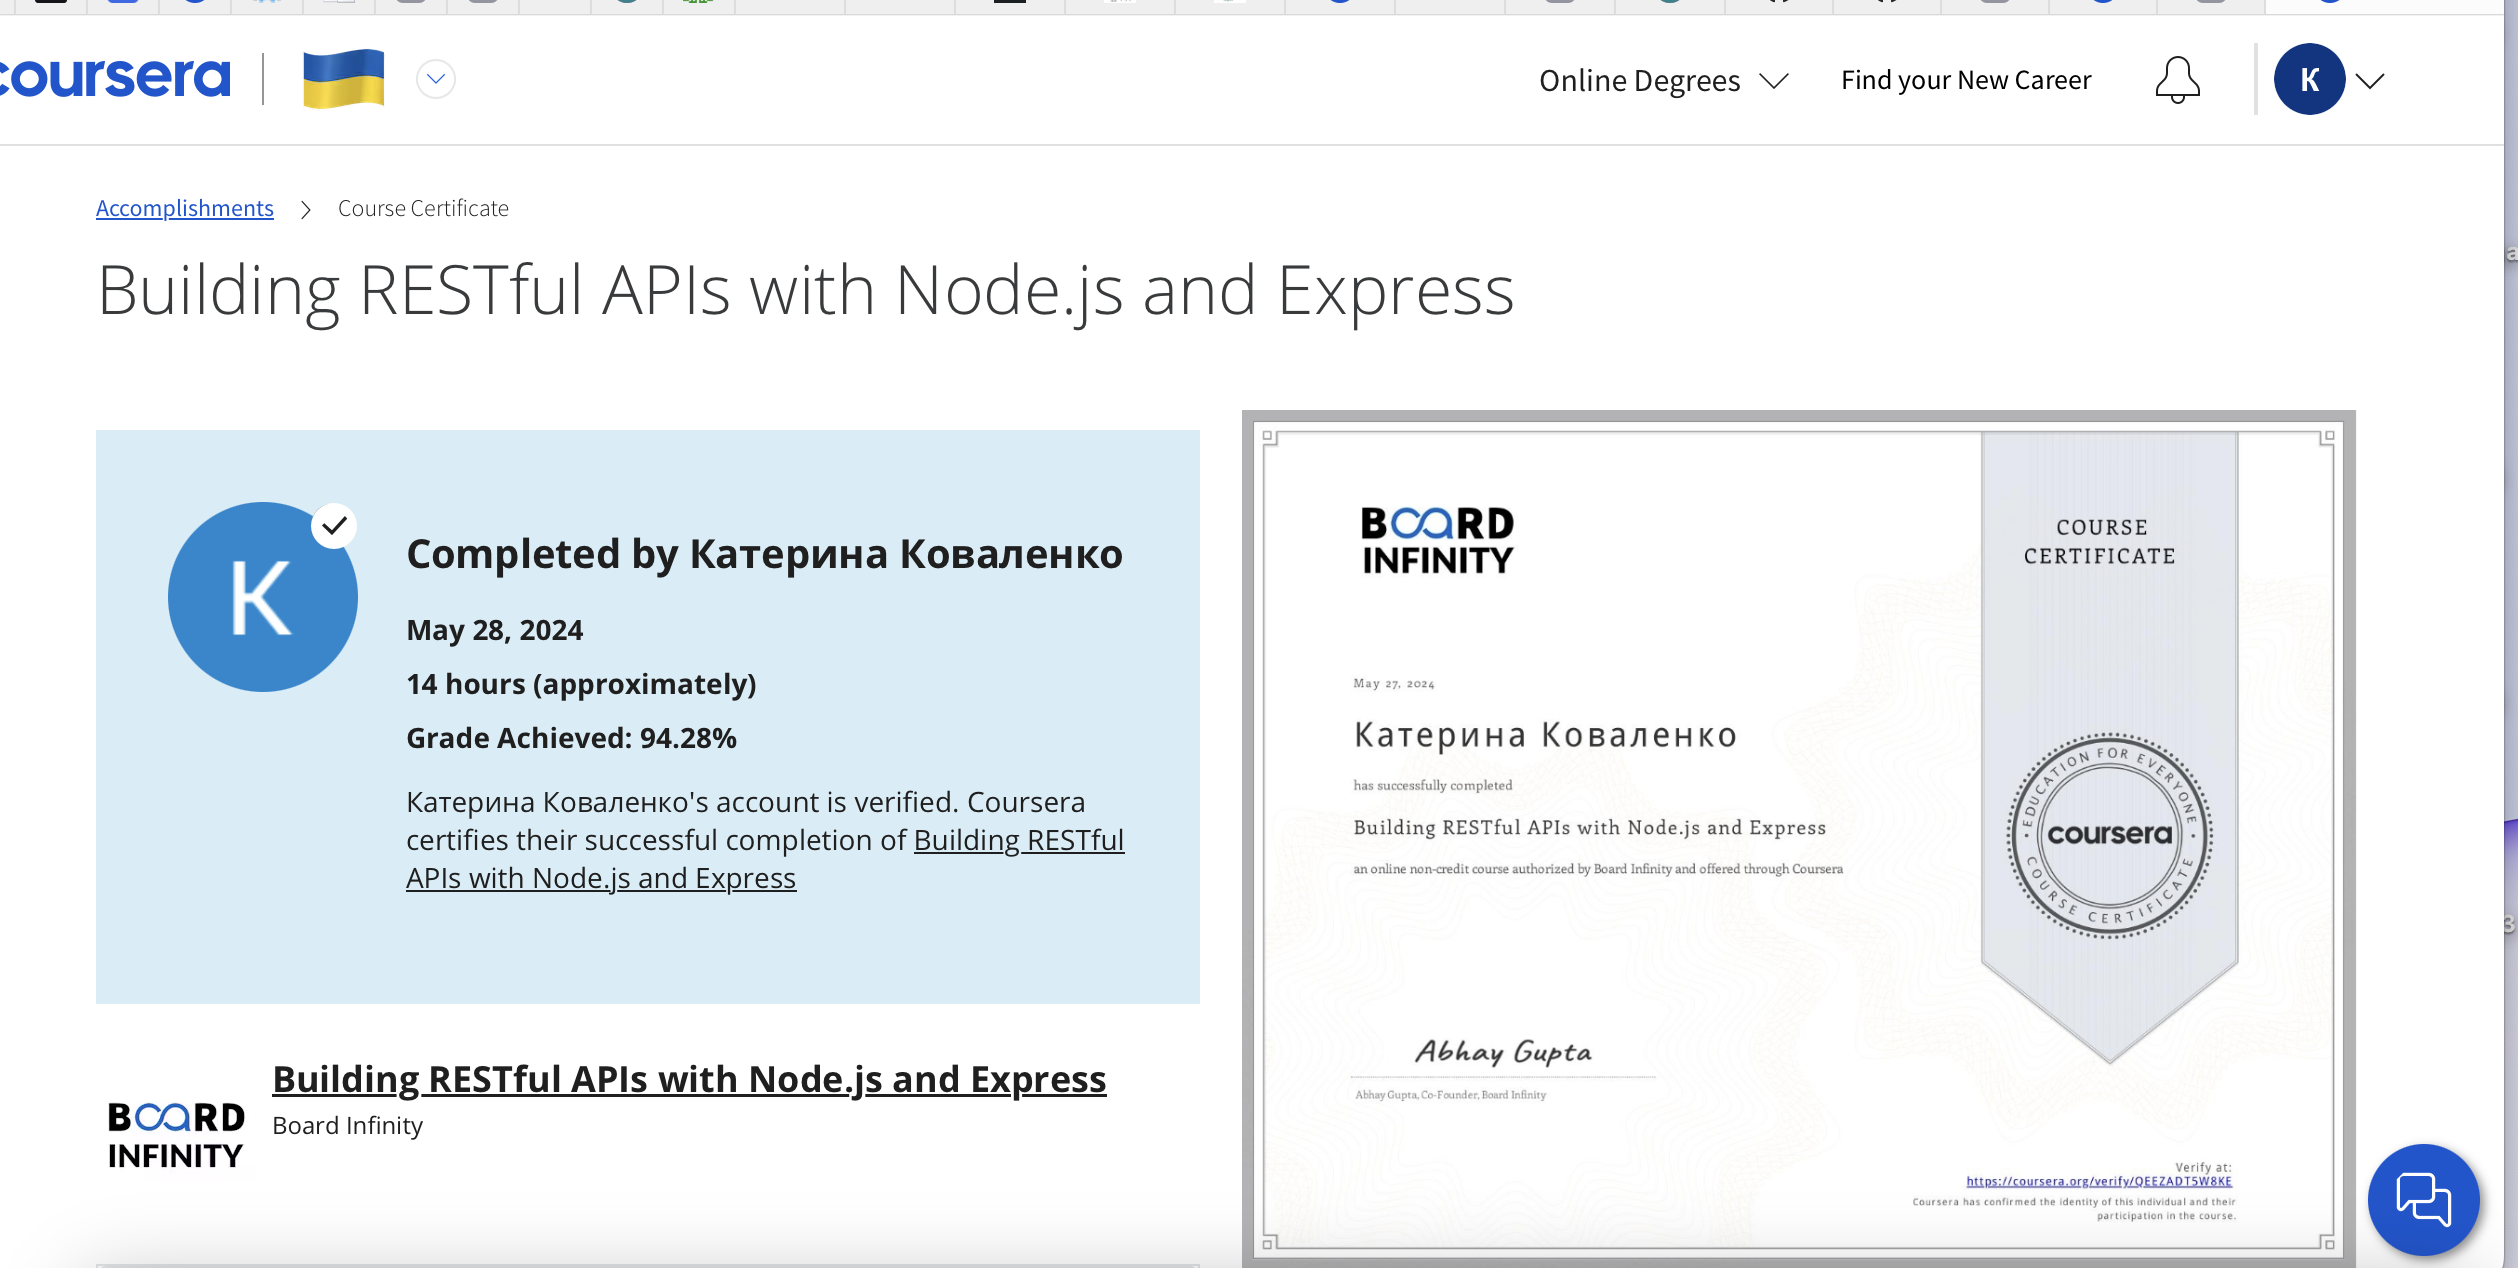 coursera
Online Degrees
Find your New Career
K
Accomplishments
Course Certificate
Building RESTful APIs with Node.js and Express
K
Completed by Катерина Коваленко
May 28, 2024
14 hours (approximately)
Grade Achieved: 94.28%
Катерина Коваленко's account is verified. Coursera
certifies their successful completion of Building RESTful
APIs with Node.js and Express
BOARD
INFINITY
Building RESTful APIs with Node.js and Express
Board Infinity
BOARD
INFINITY
COURSE
CERTIFICATE
May 27, 2024
Катерина Коваленко
has successfully completed
Building RESTful APIs with Node.js and Express
an online non-credit course authorized by Board Infinity and offered through Coursera
EDUCATION FOR EVERYONE
coursera
COURSE CERTIFICATE
Abhay Gupta
Abhay Gupta, Co-Founder, Board Infinity
Verify at:
https://coursera.org/verify/QEEZADT5W8KE
Coursera has confirmed the identity of this individual and their
participation in the course.